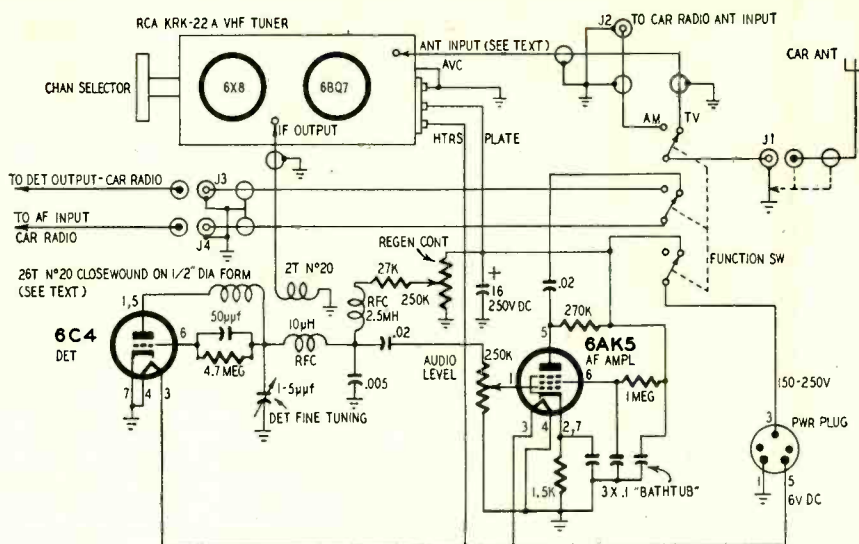 RCA KRK-22A VHF TUNER
J2
TO CAR RADIO ANT INPUT
ANT INPUT (SEE TEXT)
CAR ANT
AVC
CHAN SELECTOR
6X8
6BQ7
IF OUTPUT
HTRS
PLATE
AM
TV
J1
TO DET OUTPUT-CAR RADIO
J3
TO AF INPUT
CAR RADIO
J4
REGEN CONT
FUNCTION SW
26T Nº20 CLOSEWOUND ON 1/2" DIA FORM
(SEE TEXT)
2T Nº20
27K
250K
+
16
250V DC
.02
270K
1,5
50µµf
RFC
2.5MH
5
6C4
DET
6
10µH
.02
6AK5
AF AMPL
4.7 MEG
RFC
AUDIO
LEVEL
250K
1
6
1MEG
150-250V
1-5µµf
.005
7
4
3
DET FINE TUNING
3
4
2,7
3
PWR PLUG
1.5K
3 X .1 "BATHTUB"
1
5
6V DC